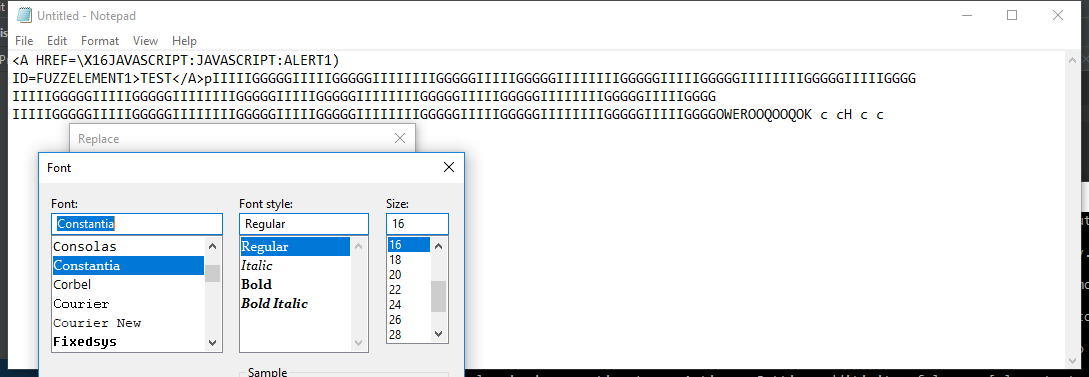 Untitled - Notepad
File Edit Format View Help
<A HREF=\X16JAVASCRIPT:JAVASCRIPT:ALERT1)
ID=FUZZELEMENT1>TEST</A>pIIIIIGGGGGIIIIIGGGGGIIIIIIIIGGGGGIIIIIGGGGGIIIIIIIIGGGGGIIIIIGGGGGIIIIIIIIGGGGGIIIIIGGGG
IIIIIGGGGGIIIIIGGGGGIIIIIIIIGGGGGIIIIIGGGGGIIIIIIIIGGGGGIIIIIGGGGGIIIIIIIIGGGGGIIIIIGGGG
IIIIIGGGGGIIIIIGGGGGIIIIIIIIGGGGGIIIIIGGGGGIIIIIIIIGGGGGIIIIIGGGGGIIIIIIIIGGGGGIIIIIGGGGOWEROOQOOQOK c cH c c
Replace
Font
Font: Font style: Size:
Constantia Regular 16
Consolas Regular 16
Constantia Italic 18
Corbel Bold 20
Courier Bold Italic 22
Courier New 24
Fixedsys 26
28
Sample